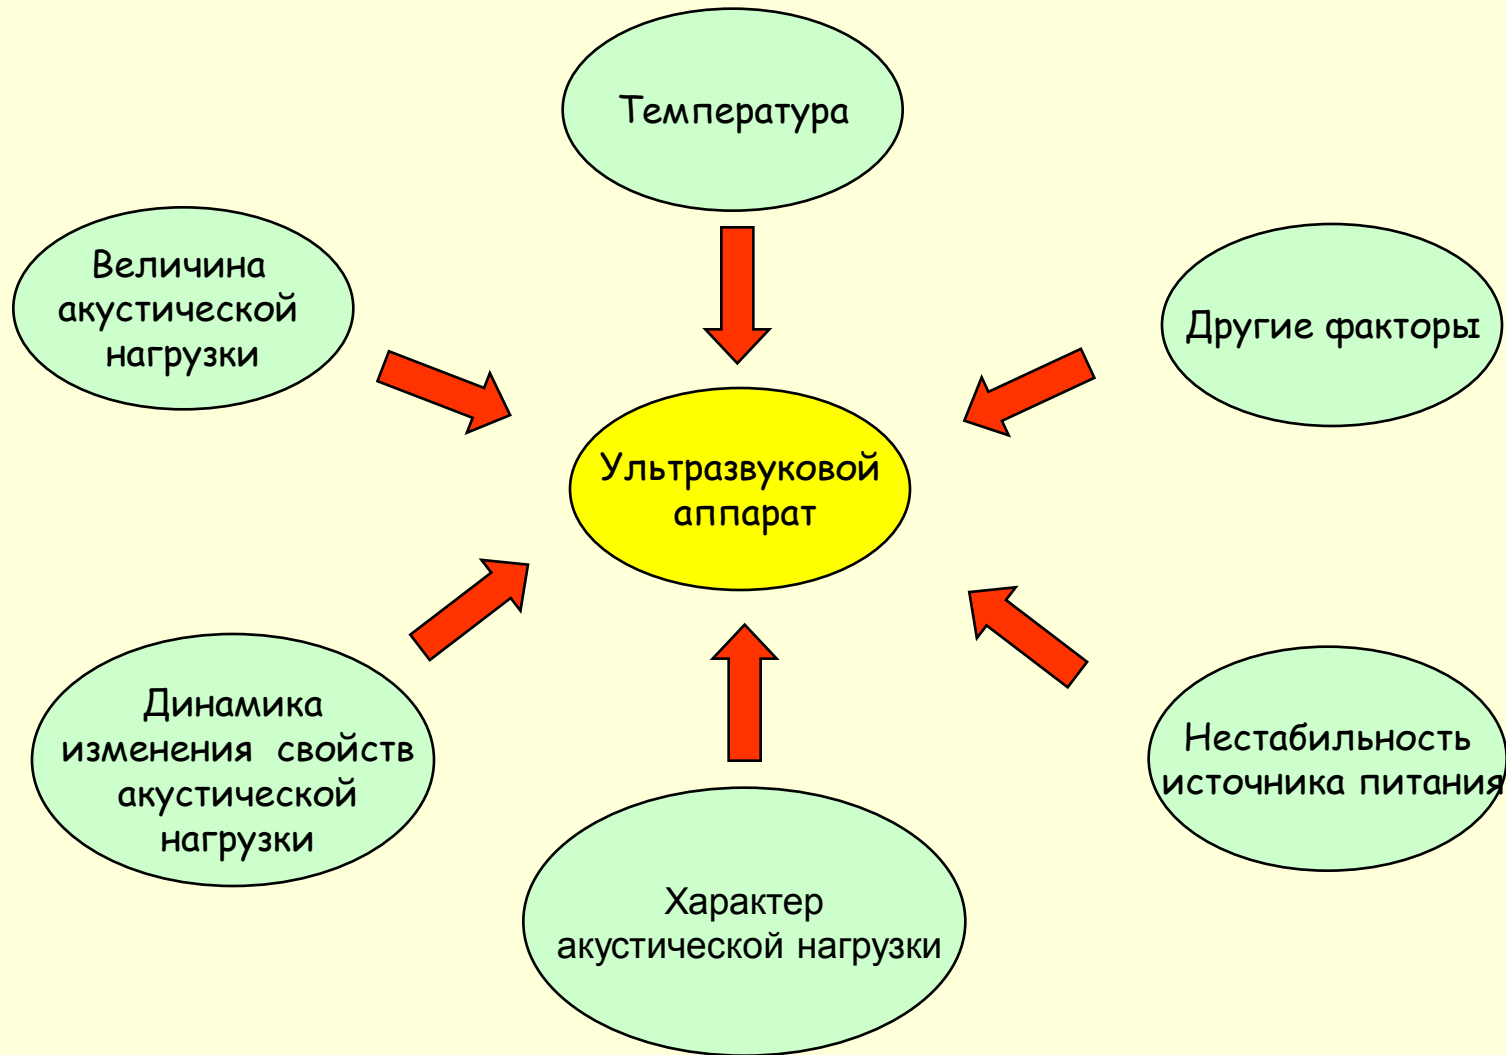 Температура
Величина
акустической
нагрузки
Другие факторы
Ультразвуковой
аппарат
Динамика
изменения свойств
акустической
нагрузки
Нестабильность
источника питания
Характер
акустической нагрузки